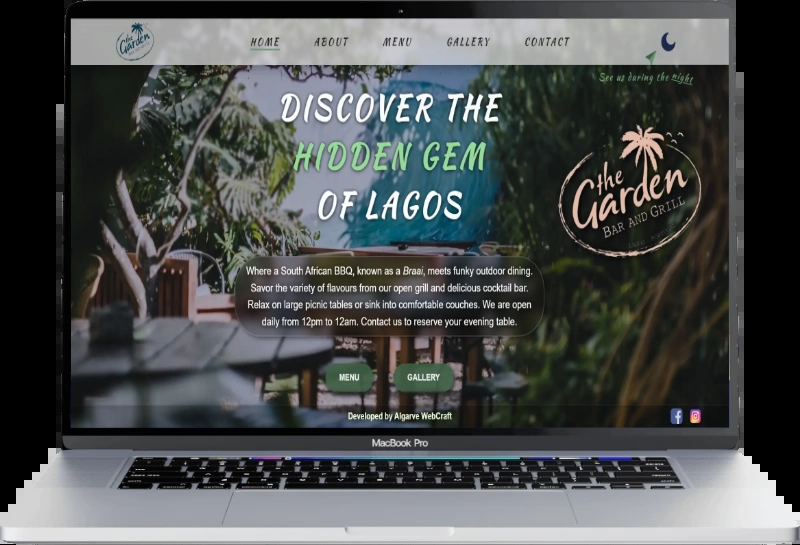 the
Garden
HOME ABOUT MENU GALLERY CONTACT
See us during the night
DISCOVER THE
HIDDEN GEM
OF LAGOS
the
Garden
BAR AND GRILL
Where a South African BBQ, known as a Braai, meets funky outdoor dining.
Savor the variety of flavours from our open grill and delicious cocktail bar.
Relax on large picnic tables or sink into comfortable couches. We are open
daily from 12pm to 12am. Contact us to reserve your evening table.
MENU GALLERY
Developed by Algarve WebCraft
MacBook Pro